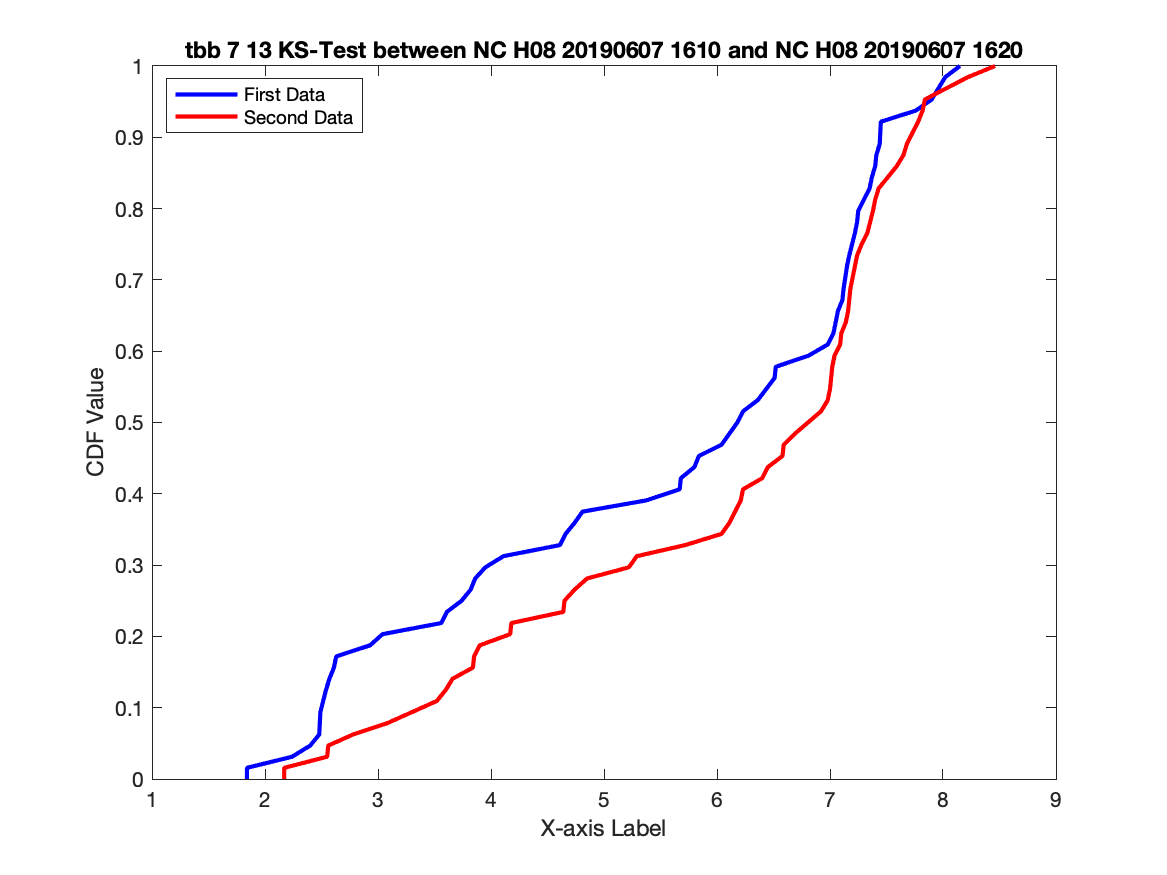 tbb 7 13 KS-Test between NC H08 20190607 1610 and NC H08 20190607 1620
First Data
Second Data
1
0.9
0.8
0.7
0.6
0.5
0.4
0.3
0.2
0.1
0
CDF Value
1 2 3 4 5 6 7 8 9
X-axis Label